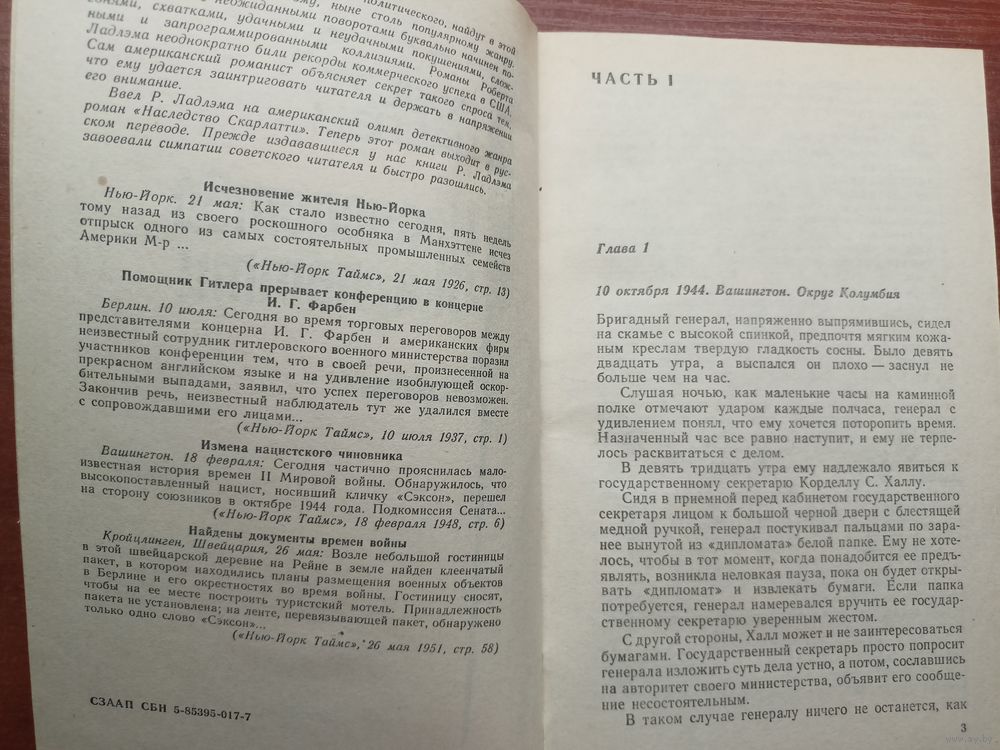 политического, найдут в этой
ныне столь популярному жанру.
неожиданными поворотами буквально начинен по-
гонями, схватками, удачными и неудачными покушениями, слож-
ными и запрограммированными коллизиями. Романы Роберта
Ладлэма неоднократно били рекорды коммерческого успеха в США.
Сам американский романист объясняет секрет такого спроса тем,
что ему удается заинтриговать читателя и держать в напряжении
его внимание.
Ввел Р. Ладлэма на американский олимп детективного жанра
роман «Наследство Скарлатти». Теперь этот роман выходит в рус-
ском переводе. Прежде издававшиеся у нас книги Р. Ладлэма
завоевали симпатии советского читателя и быстро разошлись.
Исчезновение жителя Нью-Йорка
Нью-Йорк. 21 мая: Как стало известно сегодня, пять недель
тому назад из своего роскошного особняка в Манхэттене исчез
отпрыск одного из самых состоятельных промышленных семейств
Америки М-р ...
(«Нью-Йорк Таймс», 21 мая 1926, стр. 13)
Помощник Гитлера прерывает конференцию в концерне
И. Г. Фарбен
Берлин. 10 июля: Сегодня во время торговых переговоров между
представителями концерна И. Г. Фарбен и американских фирм
неизвестный сотрудник гитлеровского военного министерства поразил
участников конференции тем, что в своей речи, произнесенной на
прекрасном английском языке и на удивление изобилующей оскор-
бительными выпадами, заявил, что успех переговоров невозможен.
Закончив речь, неизвестный наблюдатель тут же удалился вместе
с сопровождавшими его лицами...
(«Нью-Йорк Таймс», 10 июля 1937, стр. 1)
Измена нацистского чиновника
Вашингтон. 18 февраля: Сегодня частично прояснилась мало-
известная история времен II Мировой войны. Обнаружилось, что
высокопоставленный нацист, носивший кличку «Сэксон», перешел
на сторону союзников в октябре 1944 года. Подкомиссия Сената...
(«Нью-Йорк Таймс», 18 февраля 1948, стр. 6)
Найдены документы времен войны
Кройцлинген, Швейцария, 26 мая: Возле небольшой гостиницы
в этой швейцарской деревне на Рейне в земле найден клеенчатый
пакет, в котором находились планы размещения военных объектов
в Берлине и его окрестностях во время войны. Гостиницу сносят,
чтобы на ее месте построить туристский мотель. Принадлежность
пакета не установлена; на ленте, перевязывающей пакет, обнаружено
только одно слово «Сэксон»...
(«Нью-Йорк Таймс», 26 мая 1951, стр. 58)
СЗААП СБН 5-85395-017-7
ЧАСТЬ I
Глава 1
10 октября 1944. Вашингтон. Округ Колумбия
Бригадный генерал, напряженно выпрямившись, сидел
на скамье с высокой спинкой, предпочтя мягким кожа-
ным креслам твердую гладкость сосны. Было девять
двадцать утра, а выспался он плохо — заснул не
больше чем на час.
Слушая ночью, как маленькие часы на каминной
полке отмечают ударом каждые полчаса, генерал с
удивлением понял, что ему хочется поторопить время.
Назначенный час все равно наступит, и ему не терпе-
лось расквитаться с делом.
В девять тридцать утра ему надлежало явиться к
государственному секретарю Корделлу С. Халлу.
Сидя в приемной перед кабинетом государственного
секретаря лицом к большой черной двери с блестящей
медной ручкой, генерал постукивал пальцами по зара-
нее вынутой из «дипломата» белой папке. Ему не хоте-
лось, чтобы в тот момент, когда понадобится ее предъ-
являть, возникла неловкая пауза, пока он будет откры-
вать «дипломат» и извлекать бумаги. Если папка
потребуется, генерал намеревался вручить ее государ-
ственному секретарю уверенным жестом.
С другой стороны, Халл может и не заинтересоваться
бумагами. Государственный секретарь просто попросит
генерала изложить суть дела устно, а потом, сославшись
на авторитет своего министерства, объявит его сообще-
ние несостоятельным.
В таком случае генералу ничего не останется, как
3
www.ay.by